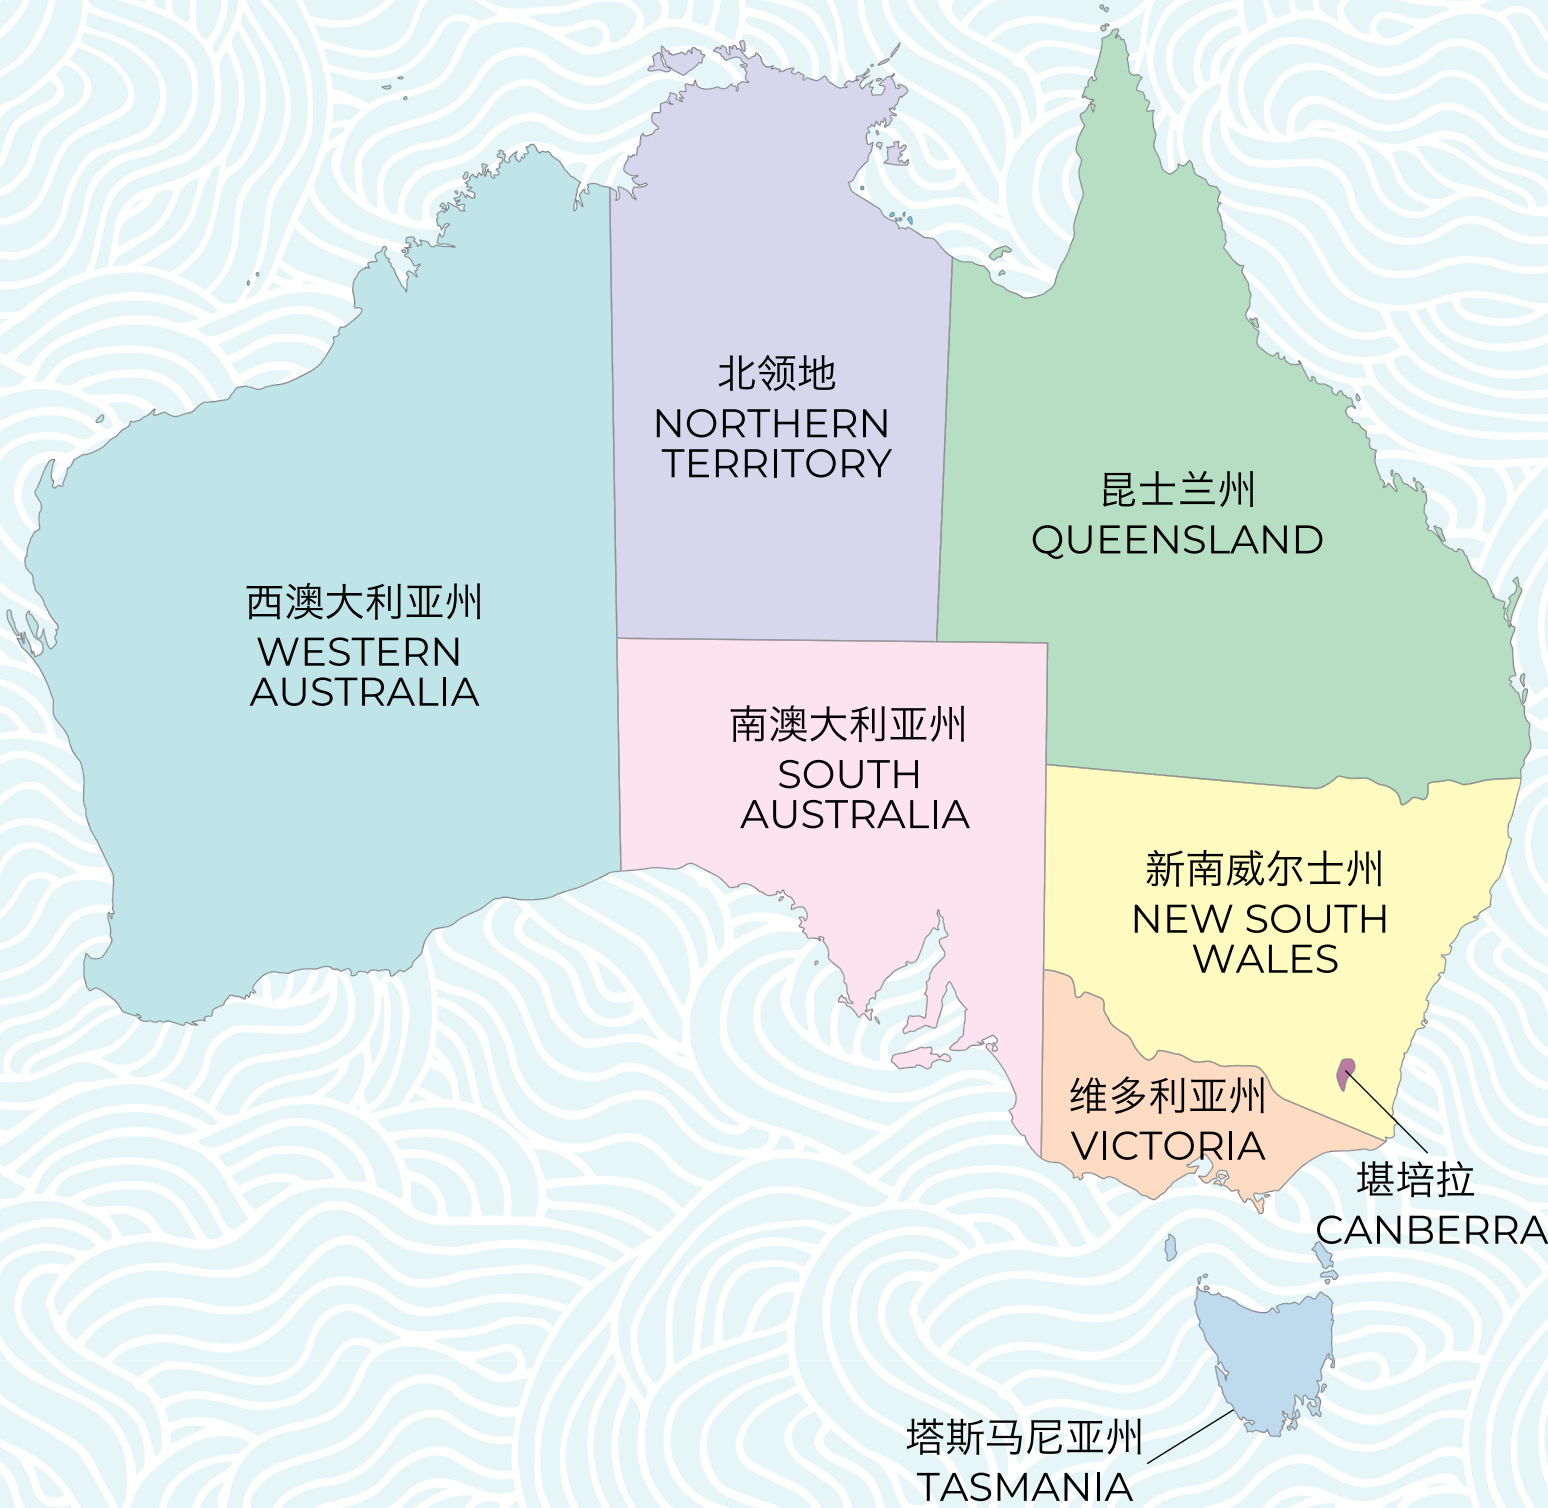 北领地
NORTHERN
TERRITORY
昆士兰州
QUEENSLAND
西澳大利亚州
WESTERN
AUSTRALIA
南澳大利亚州
SOUTH
AUSTRALIA
新南威尔士州
NEW SOUTH
WALES
维多利亚州
VICTORIA
堪培拉
CANBERRA
塔斯马尼亚州
TASMANIA